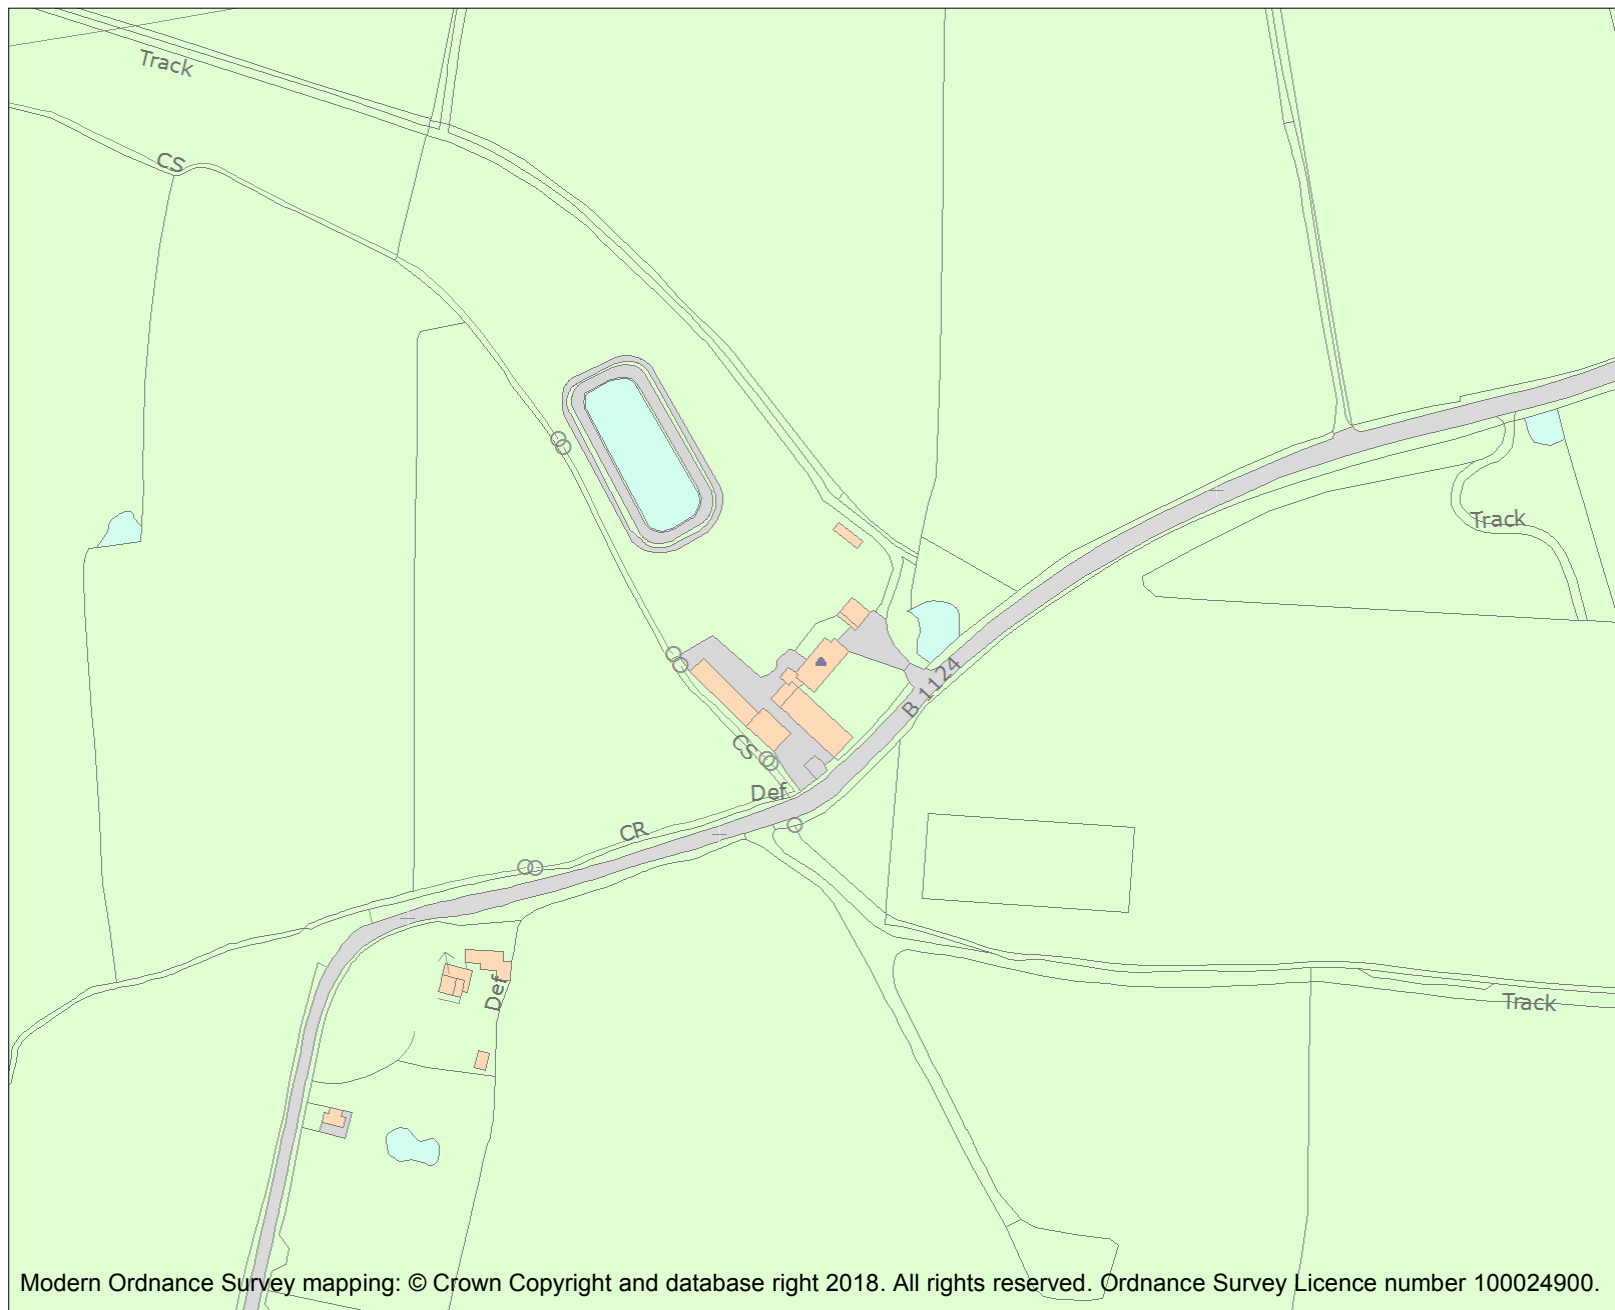 Track
CS
Track
B 1124
CS
Def
CR
Def
Track
Modern Ordnance Survey mapping: © Crown Copyright and database right 2018. All rights reserved. Ordnance Survey Licence number 100024900.